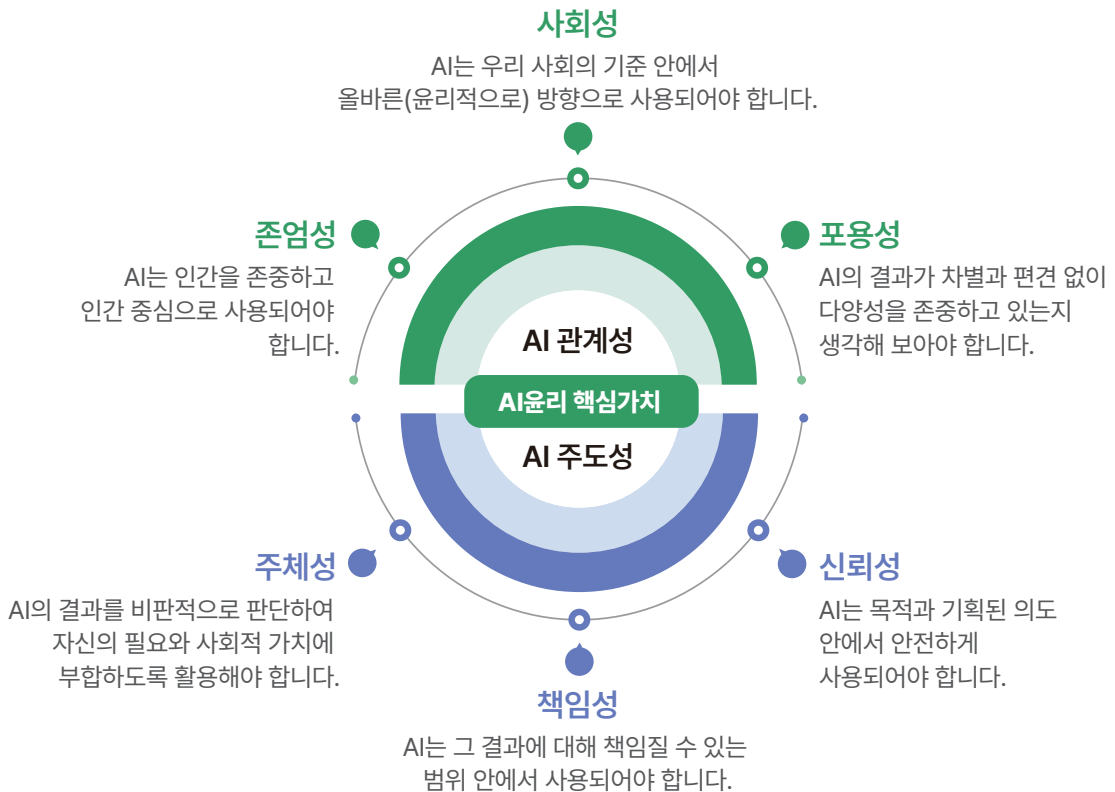 사회성
AI는 우리 사회의 기준 안에서
올바른(윤리적으로) 방향으로 사용되어야 합니다.
존엄성
AI는 인간을 존중하고
인간 중심으로 사용되어야
합니다.
포용성
AI의 결과가 차별과 편견 없이
다양성을 존중하고 있는지
생각해 보아야 합니다.
AI 관계성
AI윤리 핵심가치
AI 주도성
주체성
AI의 결과를 비판적으로 판단하여
자신의 필요와 사회적 가치에
부합하도록 활용해야 합니다.
신뢰성
AI는 목적과 기획된 의도
안에서 안전하게
사용되어야 합니다.
책임성
AI는 그 결과에 대해 책임질 수 있는
범위 안에서 사용되어야 합니다.